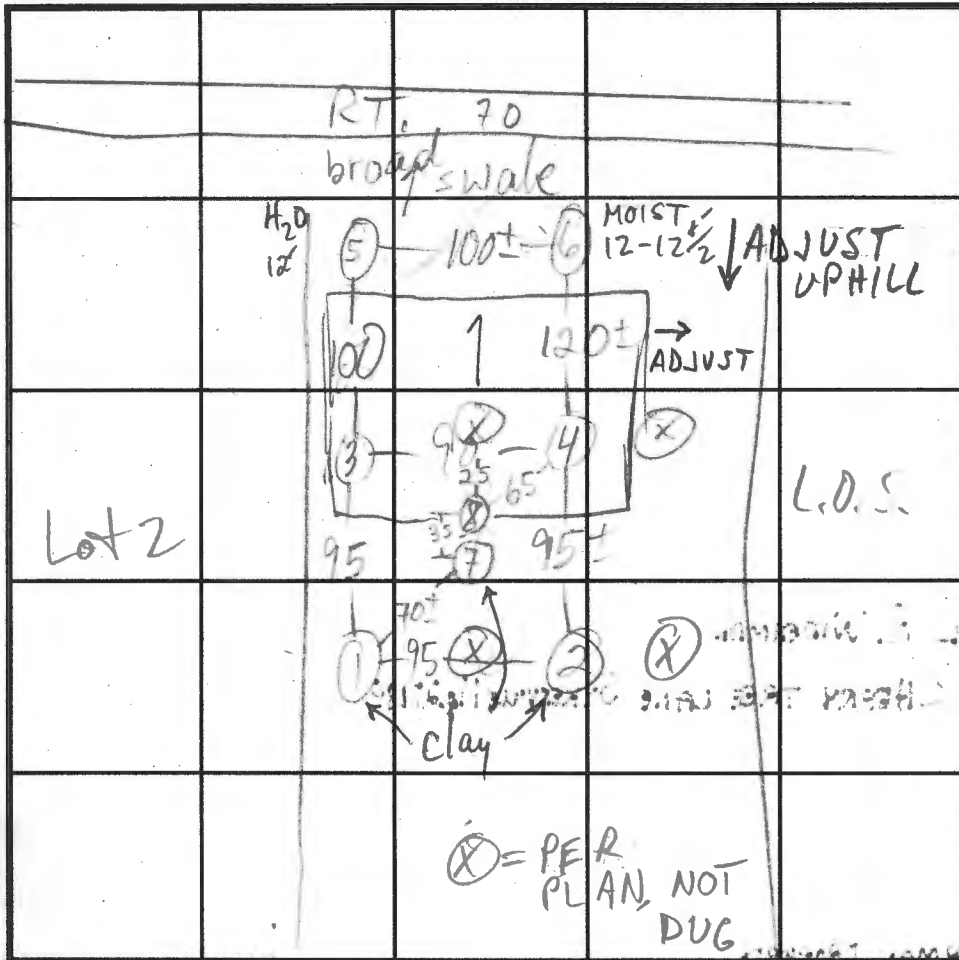 RT. 70
broad swale
H₂O
12'
5 — 100± — 6
MOIST
12-12½'
ADJUST
UPHILL
100
1
120±
ADJUST
X
3 — 90 — 4
X
25
65
X
35±
7
Lot 2
95
95±
L.O.S.
70±
1 — 95 — X — 2
X
Clay
X = PER
PLAN, NOT
DUG